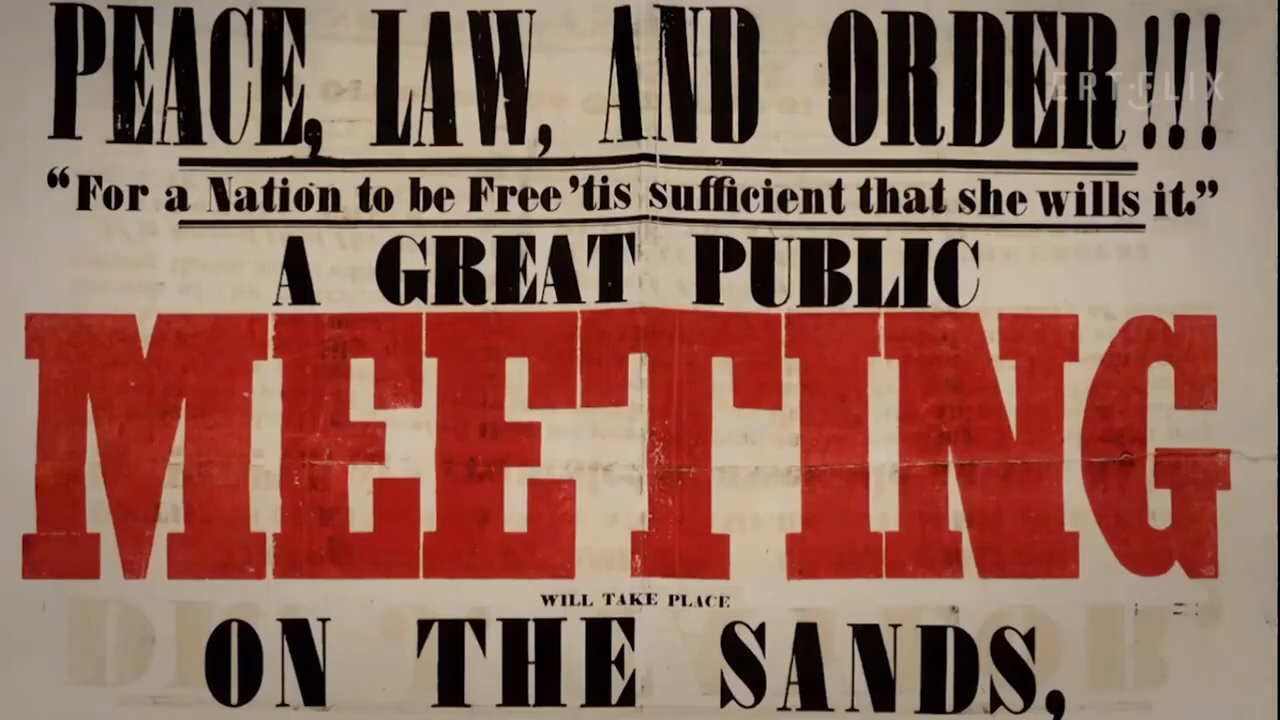 PEACE, LAW, AND ORDER!!!
ERTFLIX
“For a Nation to be Free ’tis sufficient that she wills it.”
A GREAT PUBLIC
MEETING
WILL TAKE PLACE
ON THE SANDS,